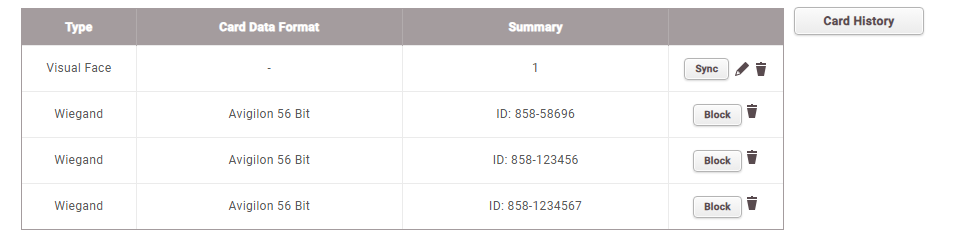 Type Card Data Format Summary Card History
Visual Face - 1 Sync
Wiegand Avigilon 56 Bit ID: 858-58696 Block
Wiegand Avigilon 56 Bit ID: 858-123456 Block
Wiegand Avigilon 56 Bit ID: 858-1234567 Block